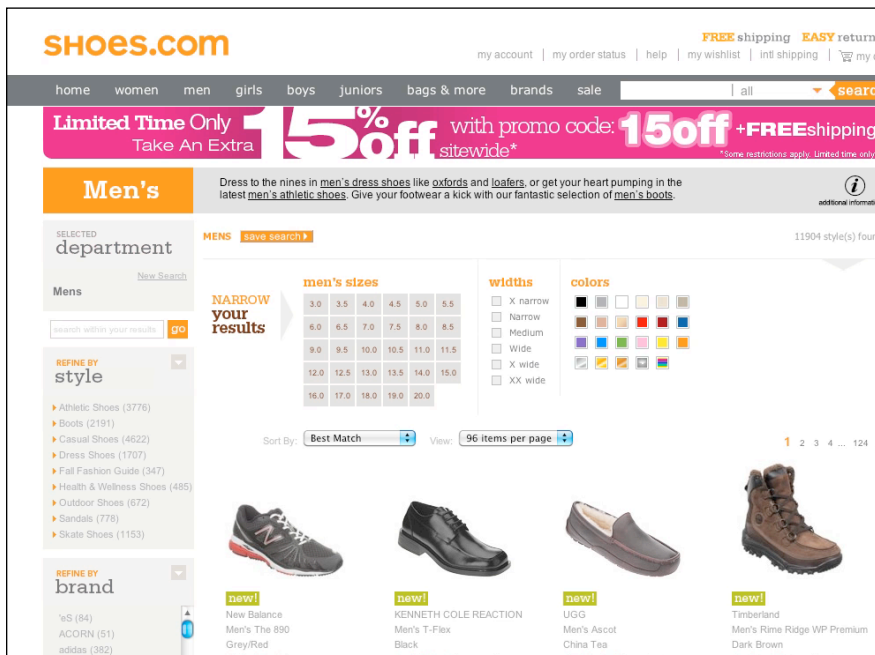 SHOES.COM
FREE shipping EASY return
my account | my order status | help | my wishlist | intl shipping | my
home women men girls boys juniors bags & more brands sale
all
searc
Limited Time Only
Take An Extra
15% off
sitewide*
with promo code: 15off +FREE shipping
*Some restrictions apply. Limited time only
Men's
Dress to the nines in men's dress shoes like oxfords and loafers, or get your heart pumping in the
latest men's athletic shoes. Give your footwear a kick with our fantastic selection of men's boots.
i
additional informati
SELECTED
department
New Search
Mens
search within your results go
MENS save search
11904 style(s) four
NARROW
your
results
men's sizes
3.0 3.5 4.0 4.5 5.0 5.5
6.0 6.5 7.0 7.5 8.0 8.5
9.0 9.5 10.0 10.5 11.0 11.5
12.0 12.5 13.0 13.5 14.0 15.0
16.0 17.0 18.0 19.0 20.0
widths
X narrow
Narrow
Medium
Wide
X wide
XX wide
colors
REFINE BY
style
Athletic Shoes (3776)
Boots (2191)
Casual Shoes (4622)
Dress Shoes (1707)
Fall Fashion Guide (347)
Health & Wellness Shoes (485)
Outdoor Shoes (672)
Sandals (778)
Skate Shoes (1153)
REFINE BY
brand
'eS (84)
ACORN (51)
adidas (382)
Sort By: Best Match View: 96 items per page
1 2 3 4 ... 124
new!
New Balance
Men's The 890
Grey/Red
new!
KENNETH COLE REACTION
Men's T-Flex
Black
new!
UGG
Men's Ascot
China Tea
new!
Timberland
Men's Rime Ridge WP Premium
Dark Brown